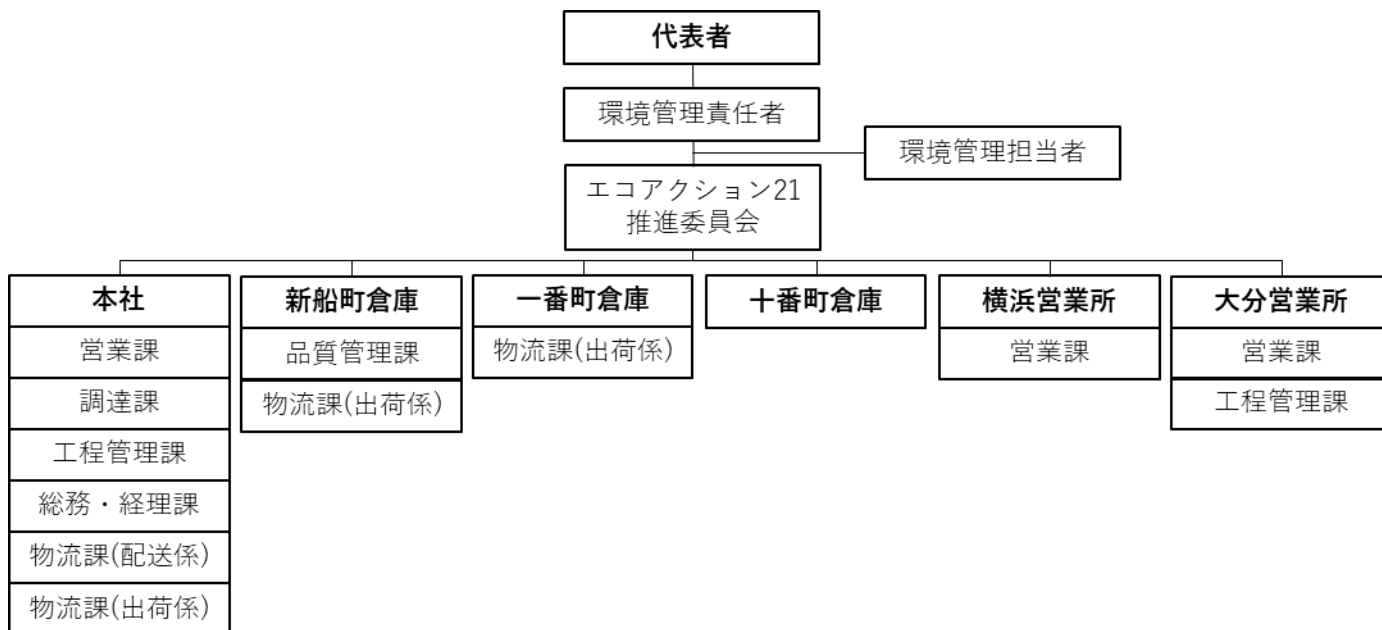 代表者
環境管理責任者
環境管理担当者
エコアクション21
推進委員会
本社
営業課
調達課
工程管理課
総務・経理課
物流課(配送係)
物流課(出荷係)
新船町倉庫
品質管理課
物流課(出荷係)
一番町倉庫
物流課(出荷係)
十番町倉庫
横浜営業所
営業課
大分営業所
営業課
工程管理課